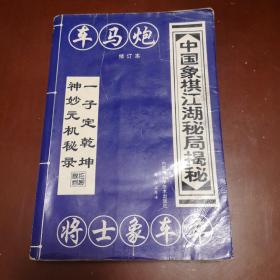 车马炮
修订本
中国象棋江湖秘局揭秘
一子定乾坤
神妙无机秘录
将士象车